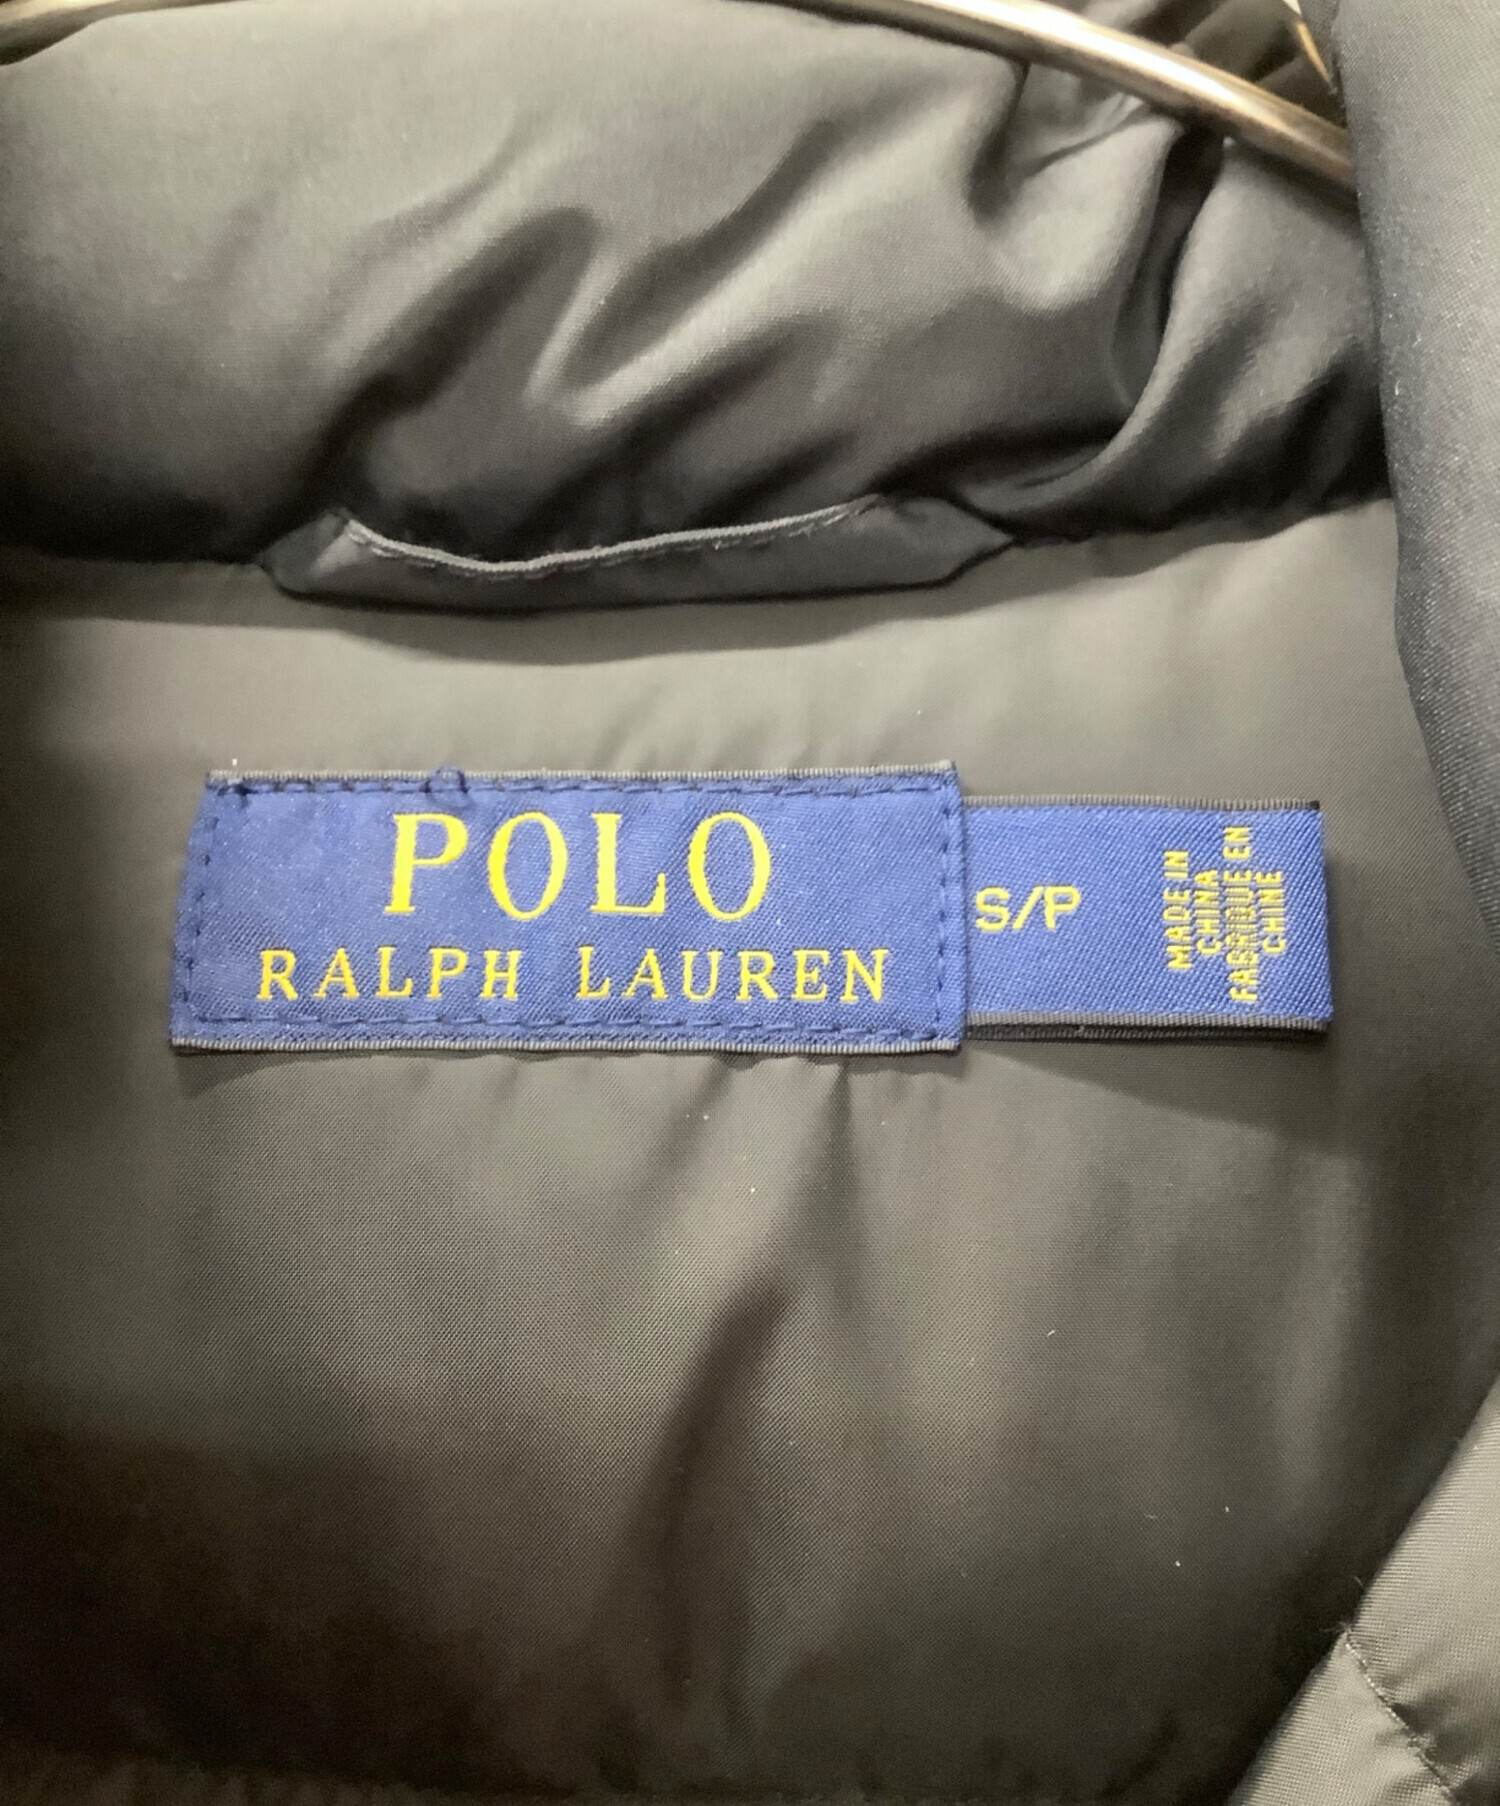 POLO
RALPH LAUREN
S/P
MADE IN
CHINA
FABRIQUE EN
CHINE